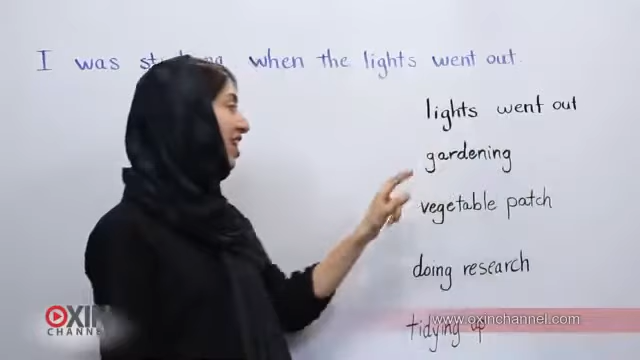 I was when the lights went out.
lights went out
gardening
vegetable patch
doing research
tidying up
OXIN
CHANNEL
www.oxinchannel.com